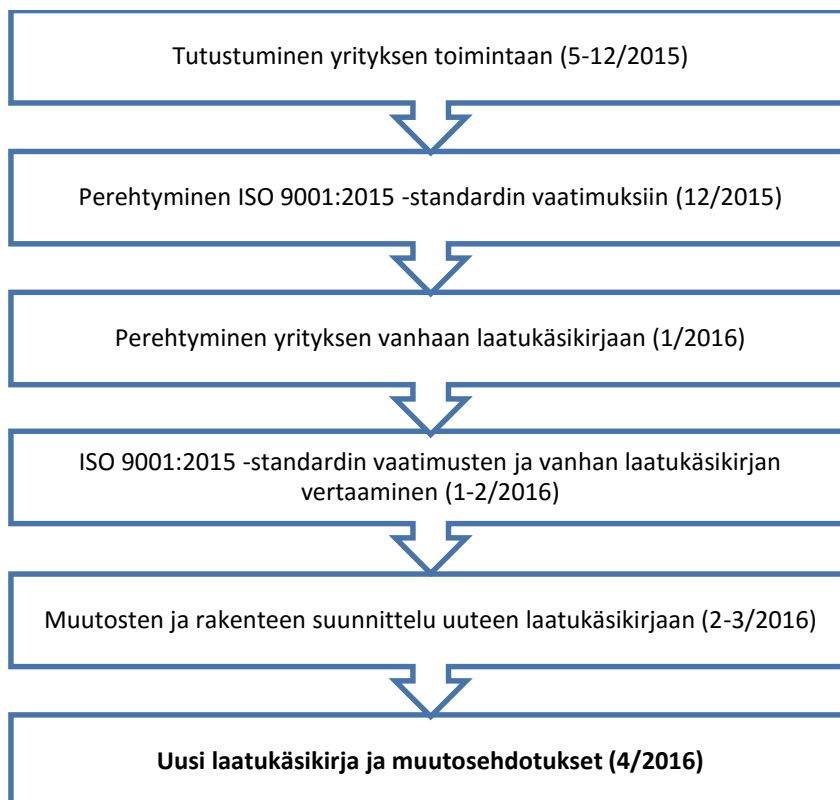 Tutustuminen yrityksen toimintaan (5-12/2015)
Perehtyminen ISO 9001:2015 -standardin vaatimuksiin (12/2015)
Perehtyminen yrityksen vanhaan laatukäsikirjaan (1/2016)
ISO 9001:2015 -standardin vaatimusten ja vanhan laatukäsikirjan
vertaaminen (1-2/2016)
Muutosten ja rakenteen suunnittelu uuteen laatukäsikirjaan (2-3/2016)
Uusi laatukäsikirja ja muutosehdotukset (4/2016)